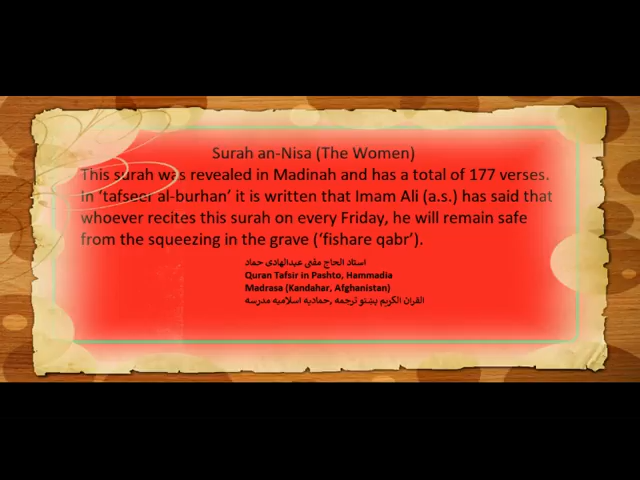 Surah an-Nisa (The Women)
This surah was revealed in Madinah and has a total of 177 verses.
In ‘tafseer al-burhan’ it is written that Imam Ali (a.s.) has said that
whoever recites this surah on every Friday, he will remain safe
from the squeezing in the grave (‘fishare qabr’).
استاد الحاج مفتی عبدالهادی حماد
Quran Tafsir in Pashto, Hammadia
Madrasa (Kandahar, Afghanistan)
القران الکریم پښتو ترجمه ,حمادیه اسلامیه مدرسه